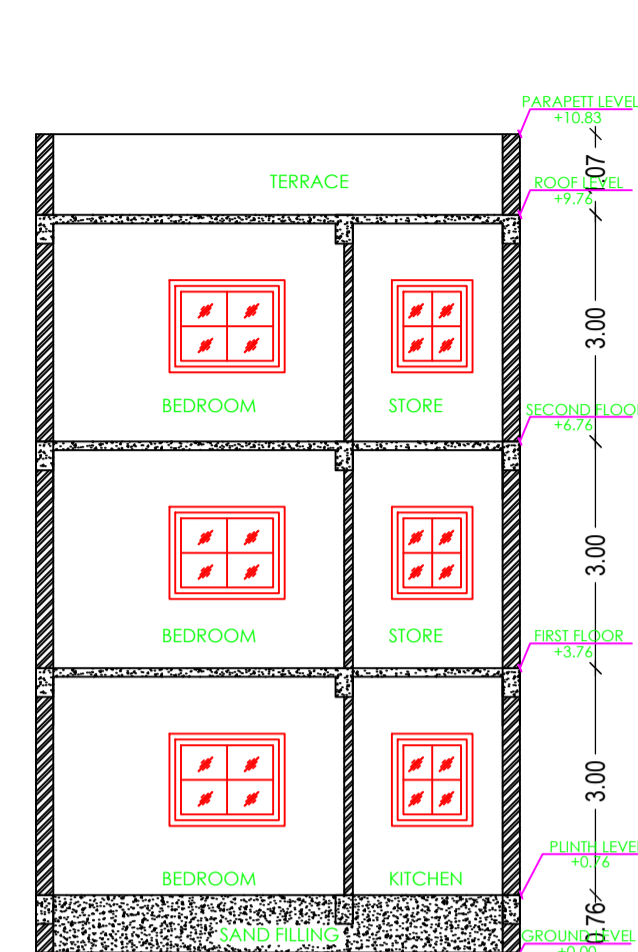 PARAPETT LEVEL
+10.83
1.07
TERRACE
ROOF LEVEL
+9.76
3.00
BEDROOM
STORE
SECOND FLOOR
+6.76
3.00
BEDROOM
STORE
FIRST FLOOR
+3.76
3.00
BEDROOM
KITCHEN
PLINTH LEVEL
+0.76
0.76
SAND FILLING
GROUND LEVEL
+0.00